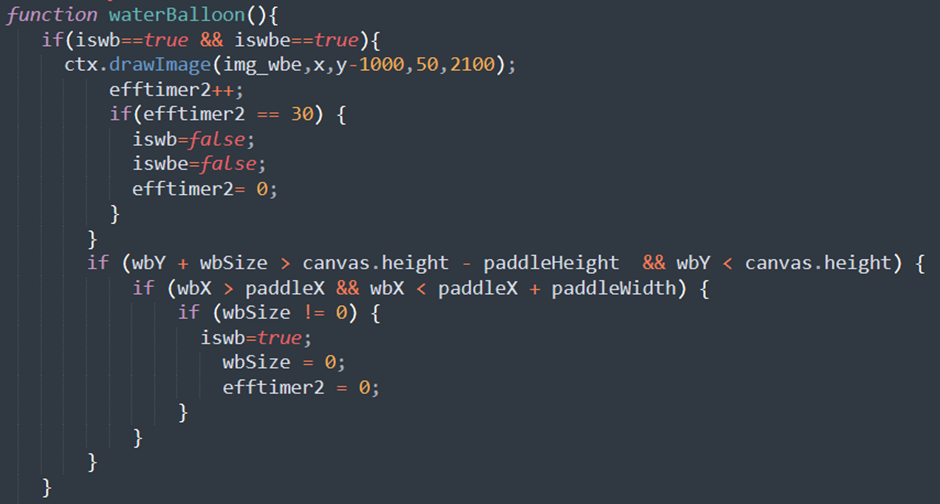 function waterBalloon(){
if(iswb==true && iswbe==true){
ctx.drawImage(img_wbe,x,y-1000,50,2100);
efftimer2++;
if(efftimer2 == 30) {
iswb=false;
iswbe=false;
efftimer2= 0;
}
}
if (wbY + wbSize > canvas.height - paddleHeight  && wbY < canvas.height) {
if (wbX > paddleX && wbX < paddleX + paddleWidth) {
if (wbSize != 0) {
iswb=true;
wbSize = 0;
efftimer2 = 0;
}
}
}
}